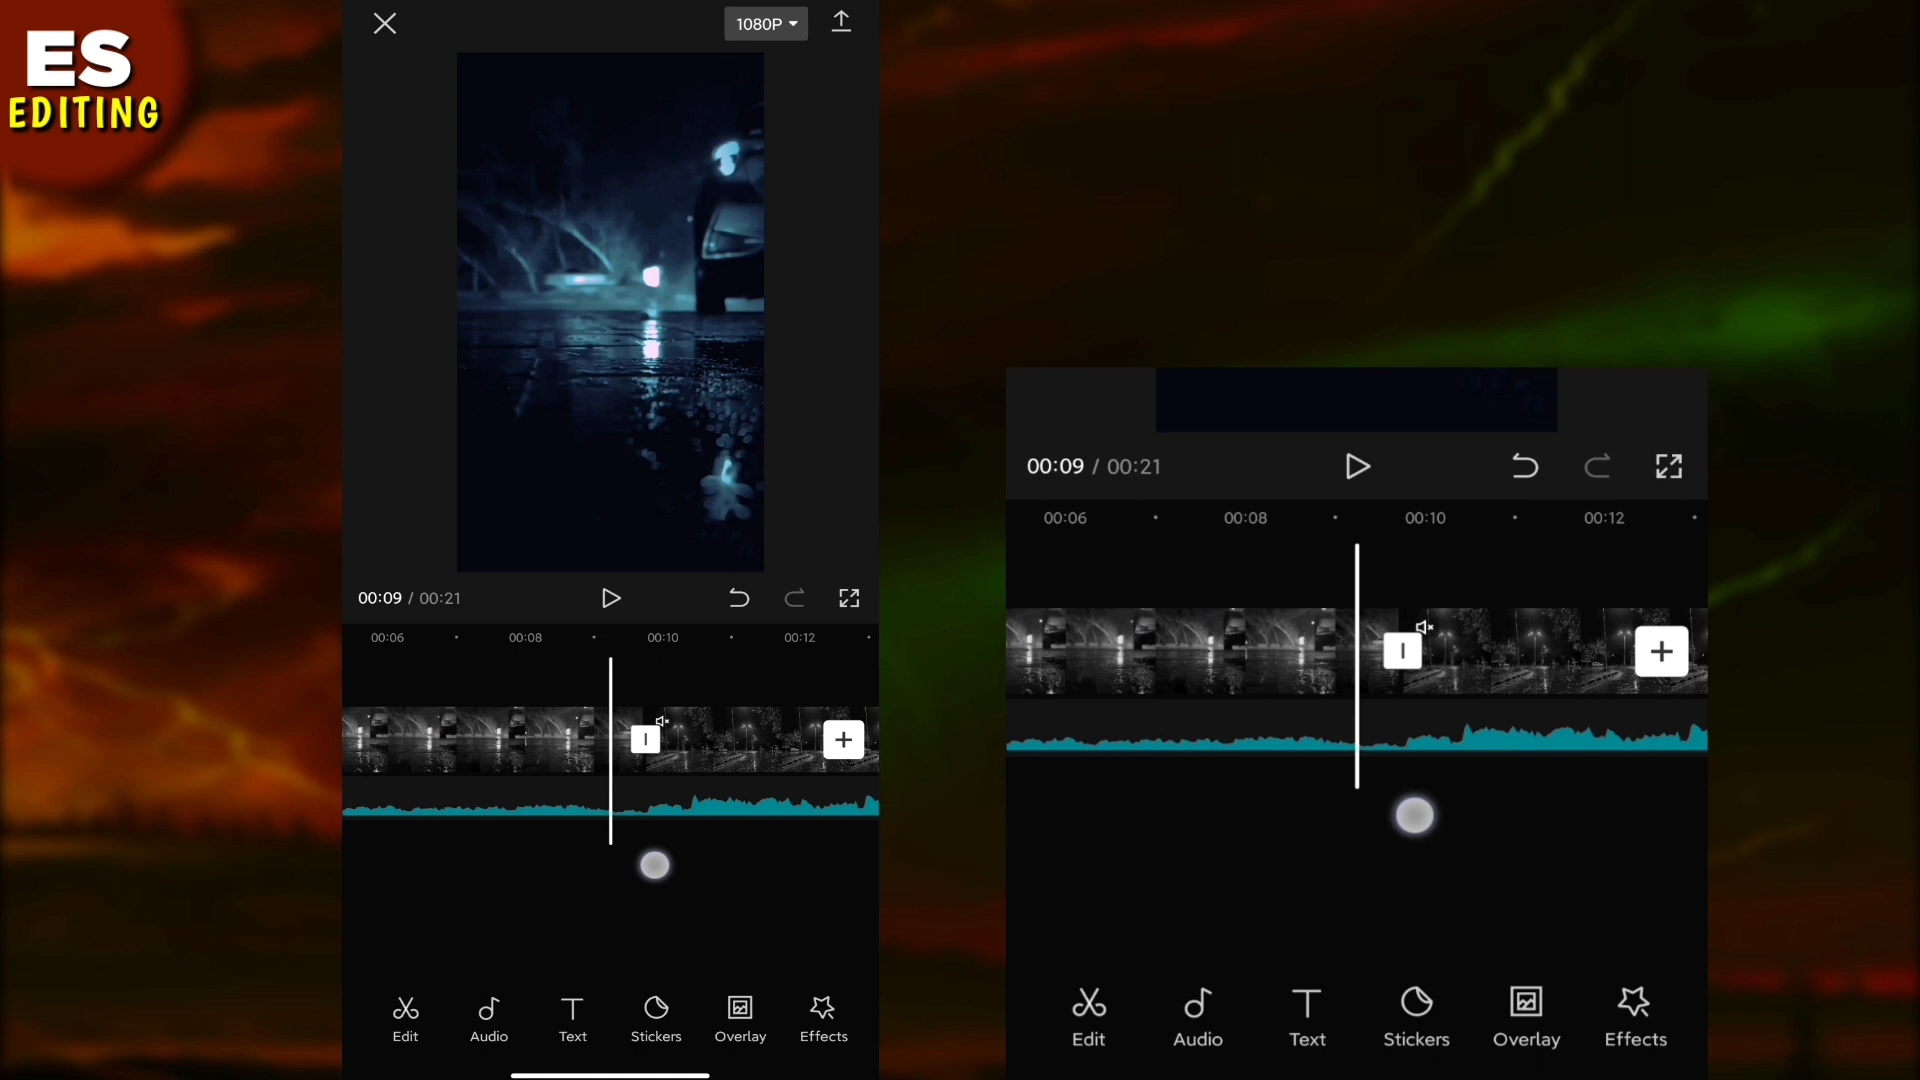 ES
EDITING
1080P
00:09 / 00:21
00:06 00:08 00:10 00:12
Edit Audio Text Stickers Overlay Effects
00:09 / 00:21
00:06 00:08 00:10 00:12
Edit Audio Text Stickers Overlay Effects